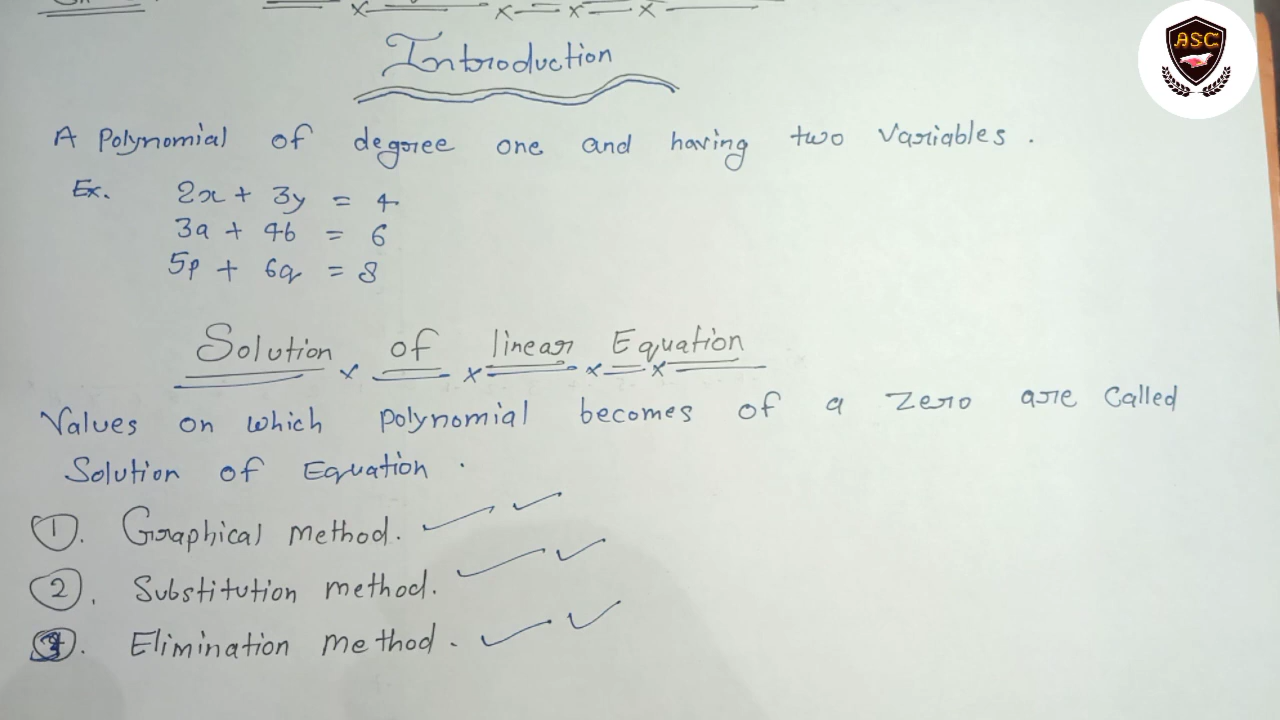 ASC
Introduction
A Polynomial of degree one and having two Variables.
Ex. 2x + 3y = 4
3a + 4b = 6
5p + 6q = 8
Solution of linear Equation
Values on which polynomial becomes of a zero are called
Solution of Equation.
1. Graphical method.
2. Substitution method.
3. Elimination method.